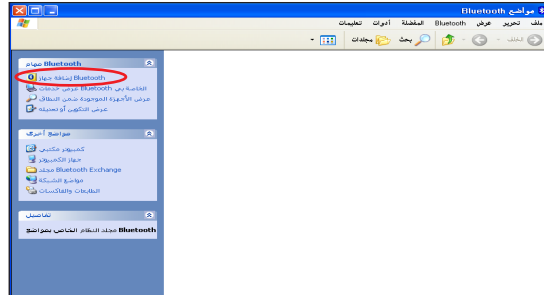 مواضع Bluetooth
ملف تحرير عرض Bluetooth المفضلة أدوات تعليمات
الخلف بحث مجلدات
مهام Bluetooth
إضافة جهاز Bluetooth
عرض خدمات Bluetooth الخاصة بي
عرض الأجهزة الموجودة ضمن النطاق
عرض التكوين أو تعديله
مواضع أخرى
كمبيوتر مكتبي
جهاز الكمبيوتر
مجلد Bluetooth Exchange
مواضع الشبكة
الطابعات والفاكسات
تفاصيل
مجلد النظام الخاص بمواضع Bluetooth